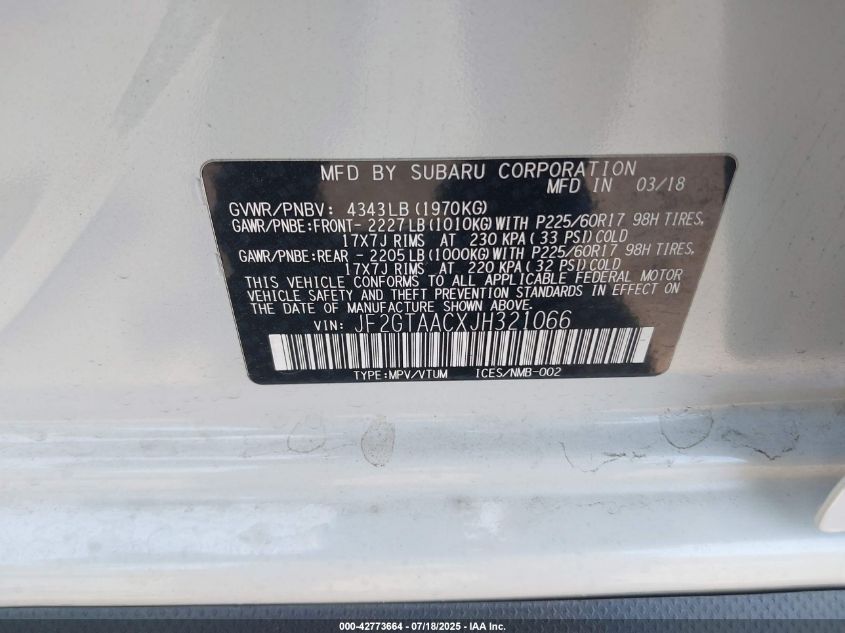 MFD BY SUBARU CORPORATION
MFD IN 03/18
GVWR/PNBV: 4343LB (1970KG)
GAWR/PNBE:FRONT- 2227LB (1010KG) WITH P225/60R17 98H TIRES,
17X7J RIMS AT 230 KPA (33 PSI) COLD
GAWR/PNBE:REAR - 2205LB (1000KG) WITH P225/60R17 98H TIRES,
17X7J RIMS AT 220 KPA (32 PSI) COLD
THIS VEHICLE CONFORMS TO ALL APPLICABLE FEDERAL MOTOR
VEHICLE SAFETY AND THEFT PREVENTION STANDARDS IN EFFECT ON
THE DATE OF MANUFACTURE SHOWN ABOVE.
VIN: JF2GTAACXJH321066
TYPE:MPV/VTUM ICES/NMB-002
000-42773664 - 07/18/2025 - IAA Inc.